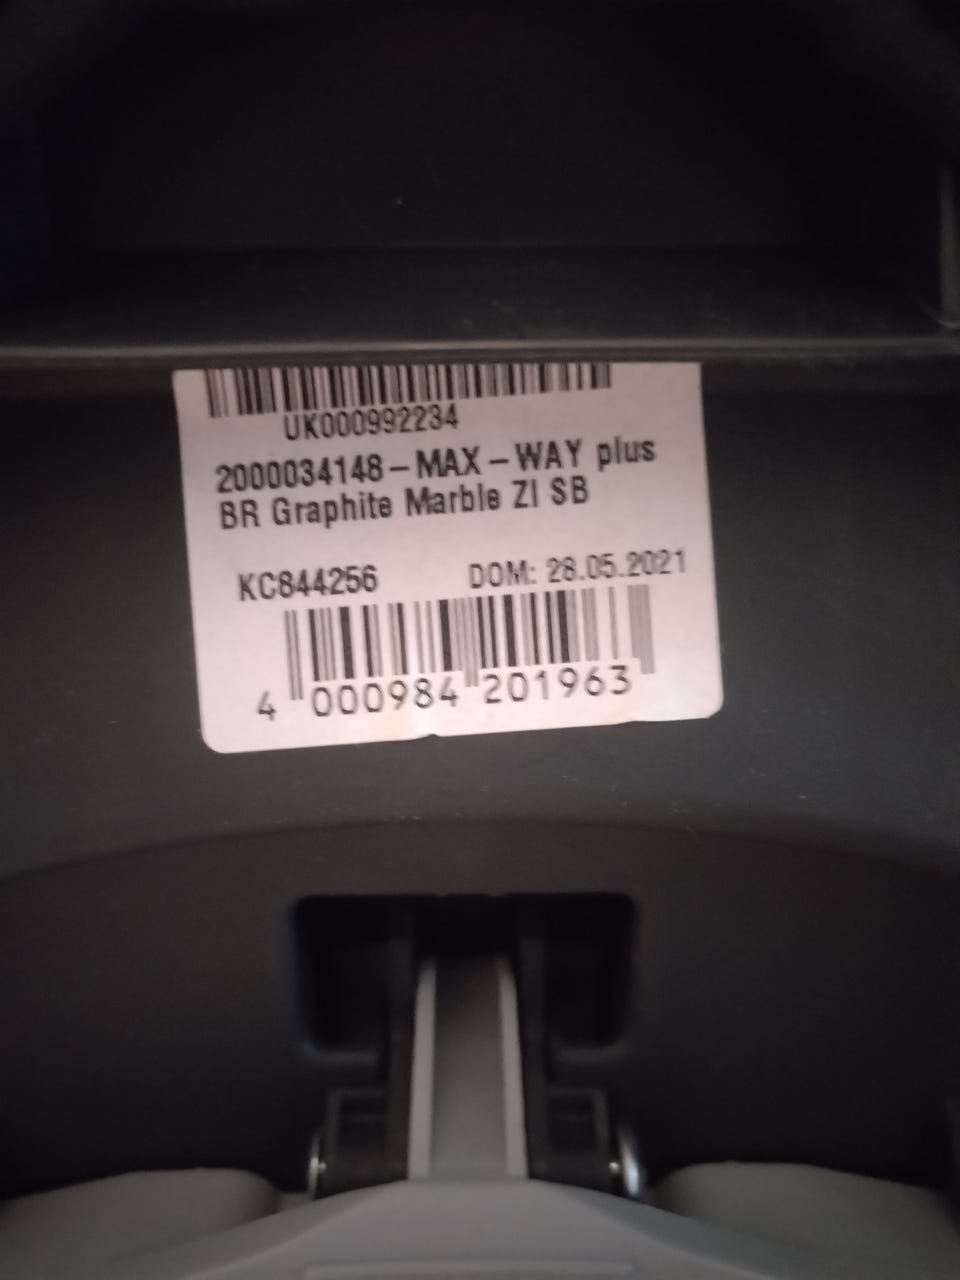 UK000992234
2000034148-MAX-WAY plus
BR Graphite Marble ZI SB
KC844256 DOM: 28.05.2021
4 000984 201963